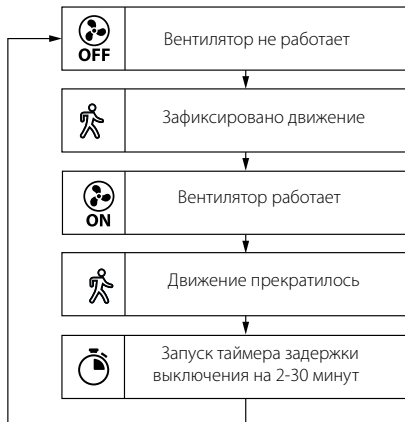 OFF
Вентилятор не работает
Зафиксировано движение
ON
Вентилятор работает
Движение прекратилось
Запуск таймера задержки
выключения на 2-30 минут